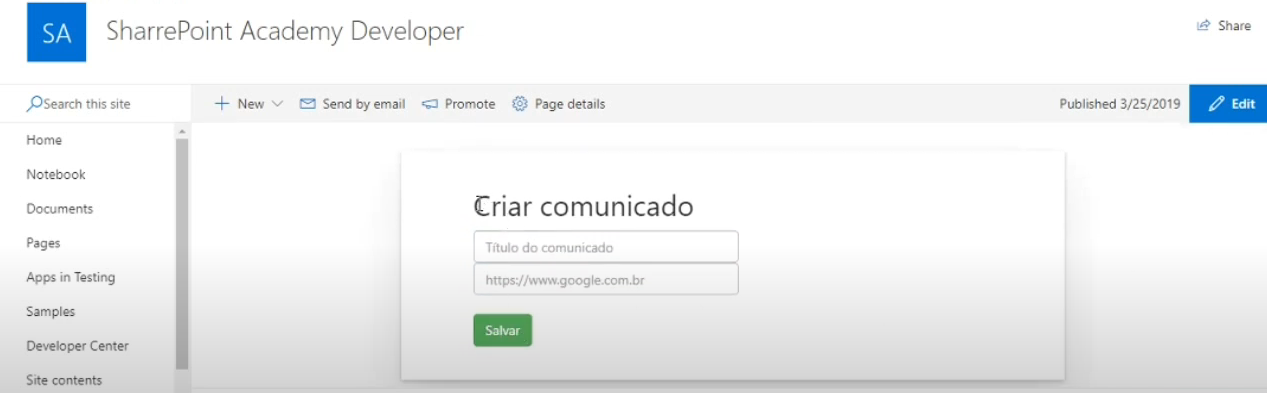 SA SharrePoint Academy Developer
Share
Search this site
New Send by email Promote Page details Published 3/25/2019 Edit
Home
Notebook
Documents
Pages
Apps in Testing
Samples
Developer Center
Site contents
Criar comunicado
Título do comunicado
https://www.google.com.br
Salvar